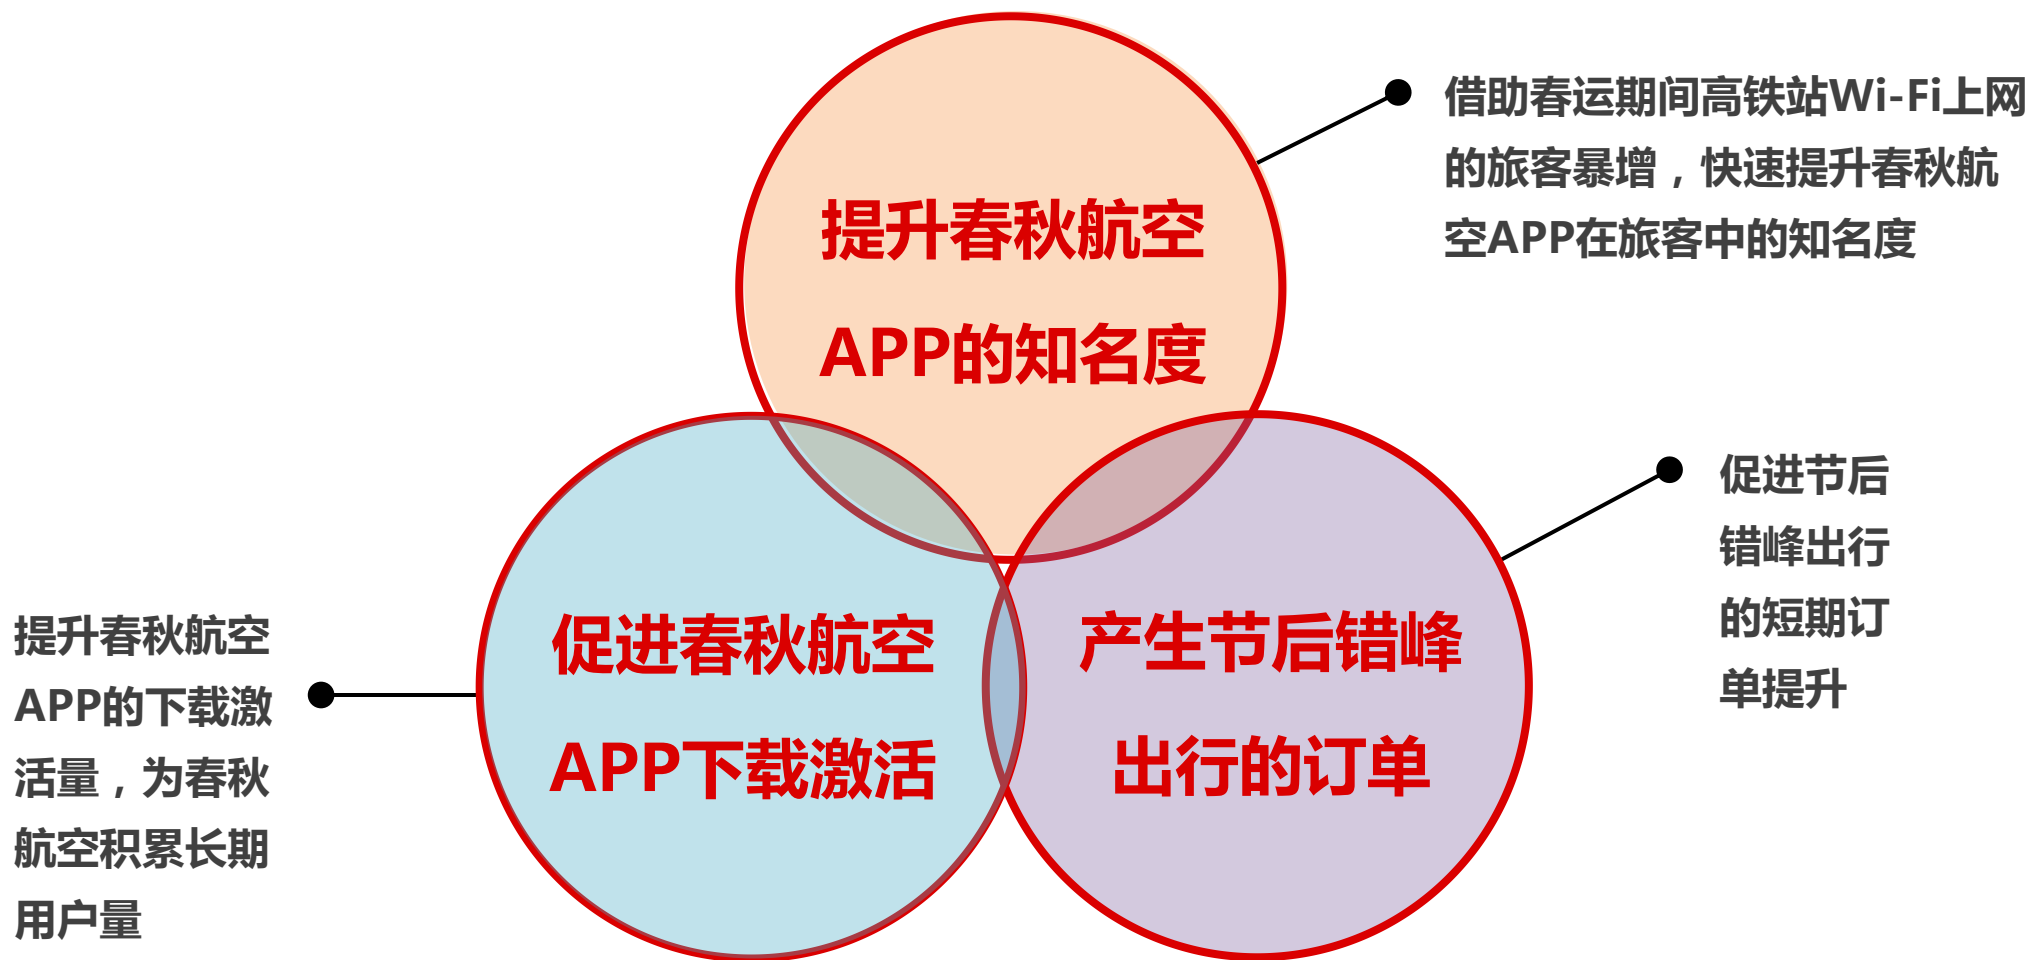 提升春秋航空
APP的知名度
借助春运期间高铁站Wi-Fi上网
的旅客暴增，快速提升春秋航
空APP在旅客中的知名度
促进春秋航空
APP下载激活
提升春秋航空
APP的下载激
活量，为春秋
航空积累长期
用户量
产生节后错峰
出行的订单
促进节后
错峰出行
的短期订
单提升